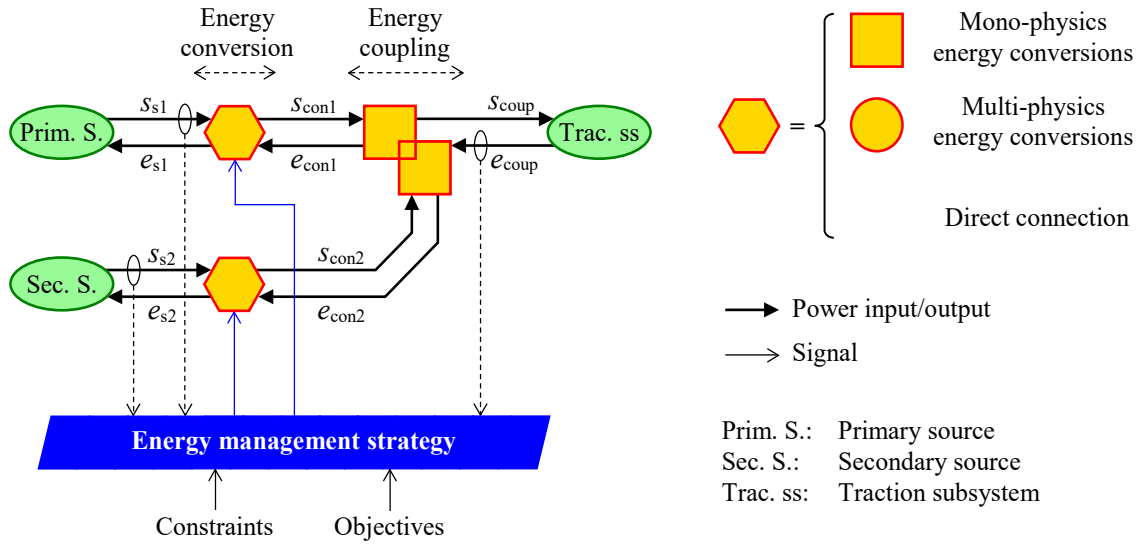 Energy
conversion
Energy
coupling
s_s1
s_con1
s_coup
Prim. S.
Trac. ss
e_s1
e_con1
e_coup
s_s2
s_con2
Sec. S.
e_s2
e_con2
Energy management strategy
Constraints
Objectives
=
Mono-physics
energy conversions
Multi-physics
energy conversions
Direct connection
Power input/output
Signal
Prim. S.: Primary source
Sec. S.: Secondary source
Trac. ss: Traction subsystem